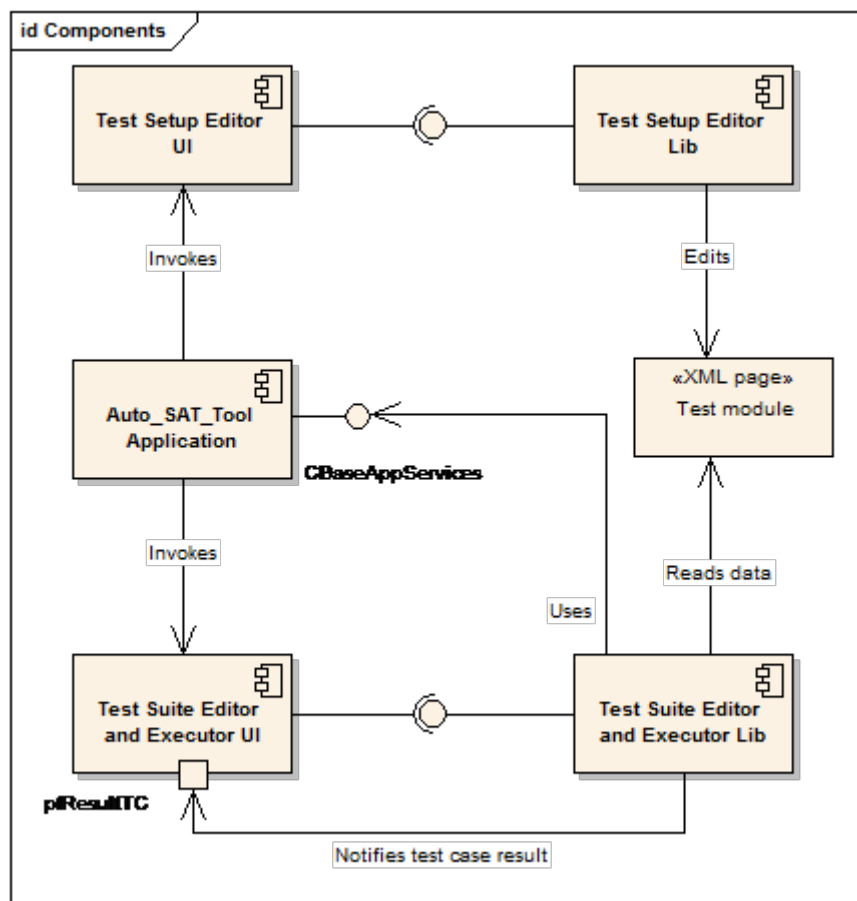 id Components
Test Setup Editor
UI
Test Setup Editor
Lib
Invokes
Edits
Auto_SAT_Tool
Application
CBaseAppServices
«XML page»
Test module
Invokes
Reads data
Uses
Test Suite Editor
and Executor UI
Test Suite Editor
and Executor Lib
pfResultTC
Notifies test case result